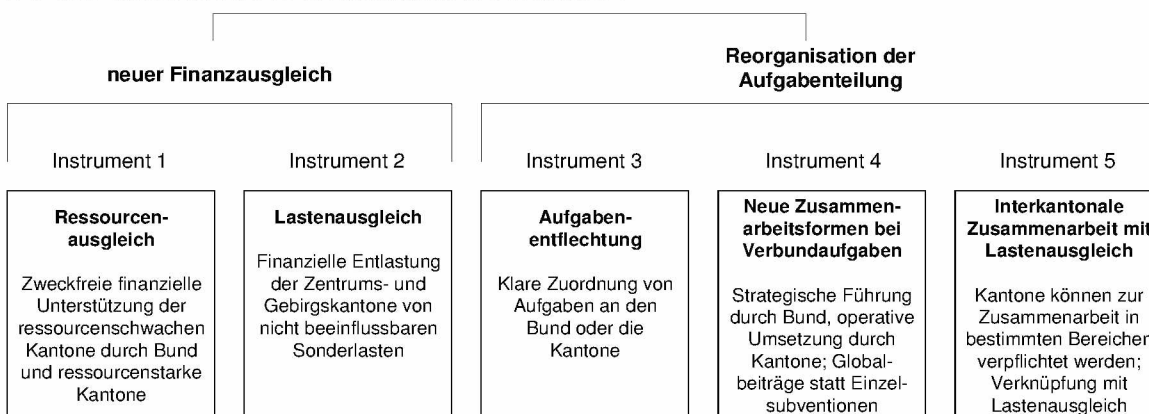 neuer Finanzausgleich
Reorganisation der
Aufgabenteilung
Instrument 1
Instrument 2
Instrument 3
Instrument 4
Instrument 5
Ressourcen-
ausgleich
Zweckfreie finanzielle
Unterstützung der
ressourcenschwachen
Kantone durch Bund
und ressourcenstarke
Kantone
Lastenausgleich
Finanzielle Entlastung
der Zentrums- und
Gebirgskantone von
nicht beeinflussbaren
Sonderlasten
Aufgaben-
entflechtung
Klare Zuordnung von
Aufgaben an den
Bund oder die
Kantone
Neue Zusammen-
arbeitsformen bei
Verbundaufgaben
Strategische Führung
durch Bund, operative
Umsetzung durch
Kantone; Global-
beiträge statt Einzel-
subventionen
Interkantonale
Zusammenarbeit mit
Lastenausgleich
Kantone können zur
Zusammenarbeit in
bestimmten Bereichen
verpflichtet werden;
Verknüpfung mit
Lastenausgleich